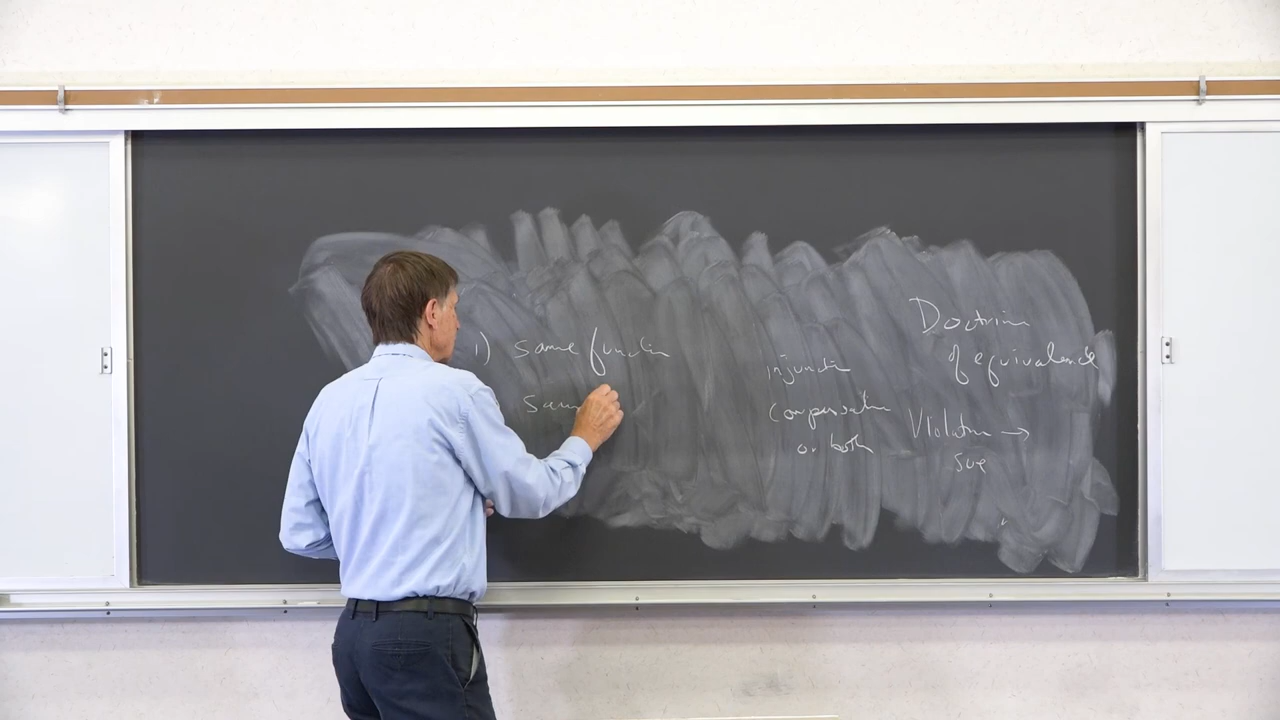 1) same function
same
injunction
compensation
or both
Doctrine
of equivalence
Violation →
sue